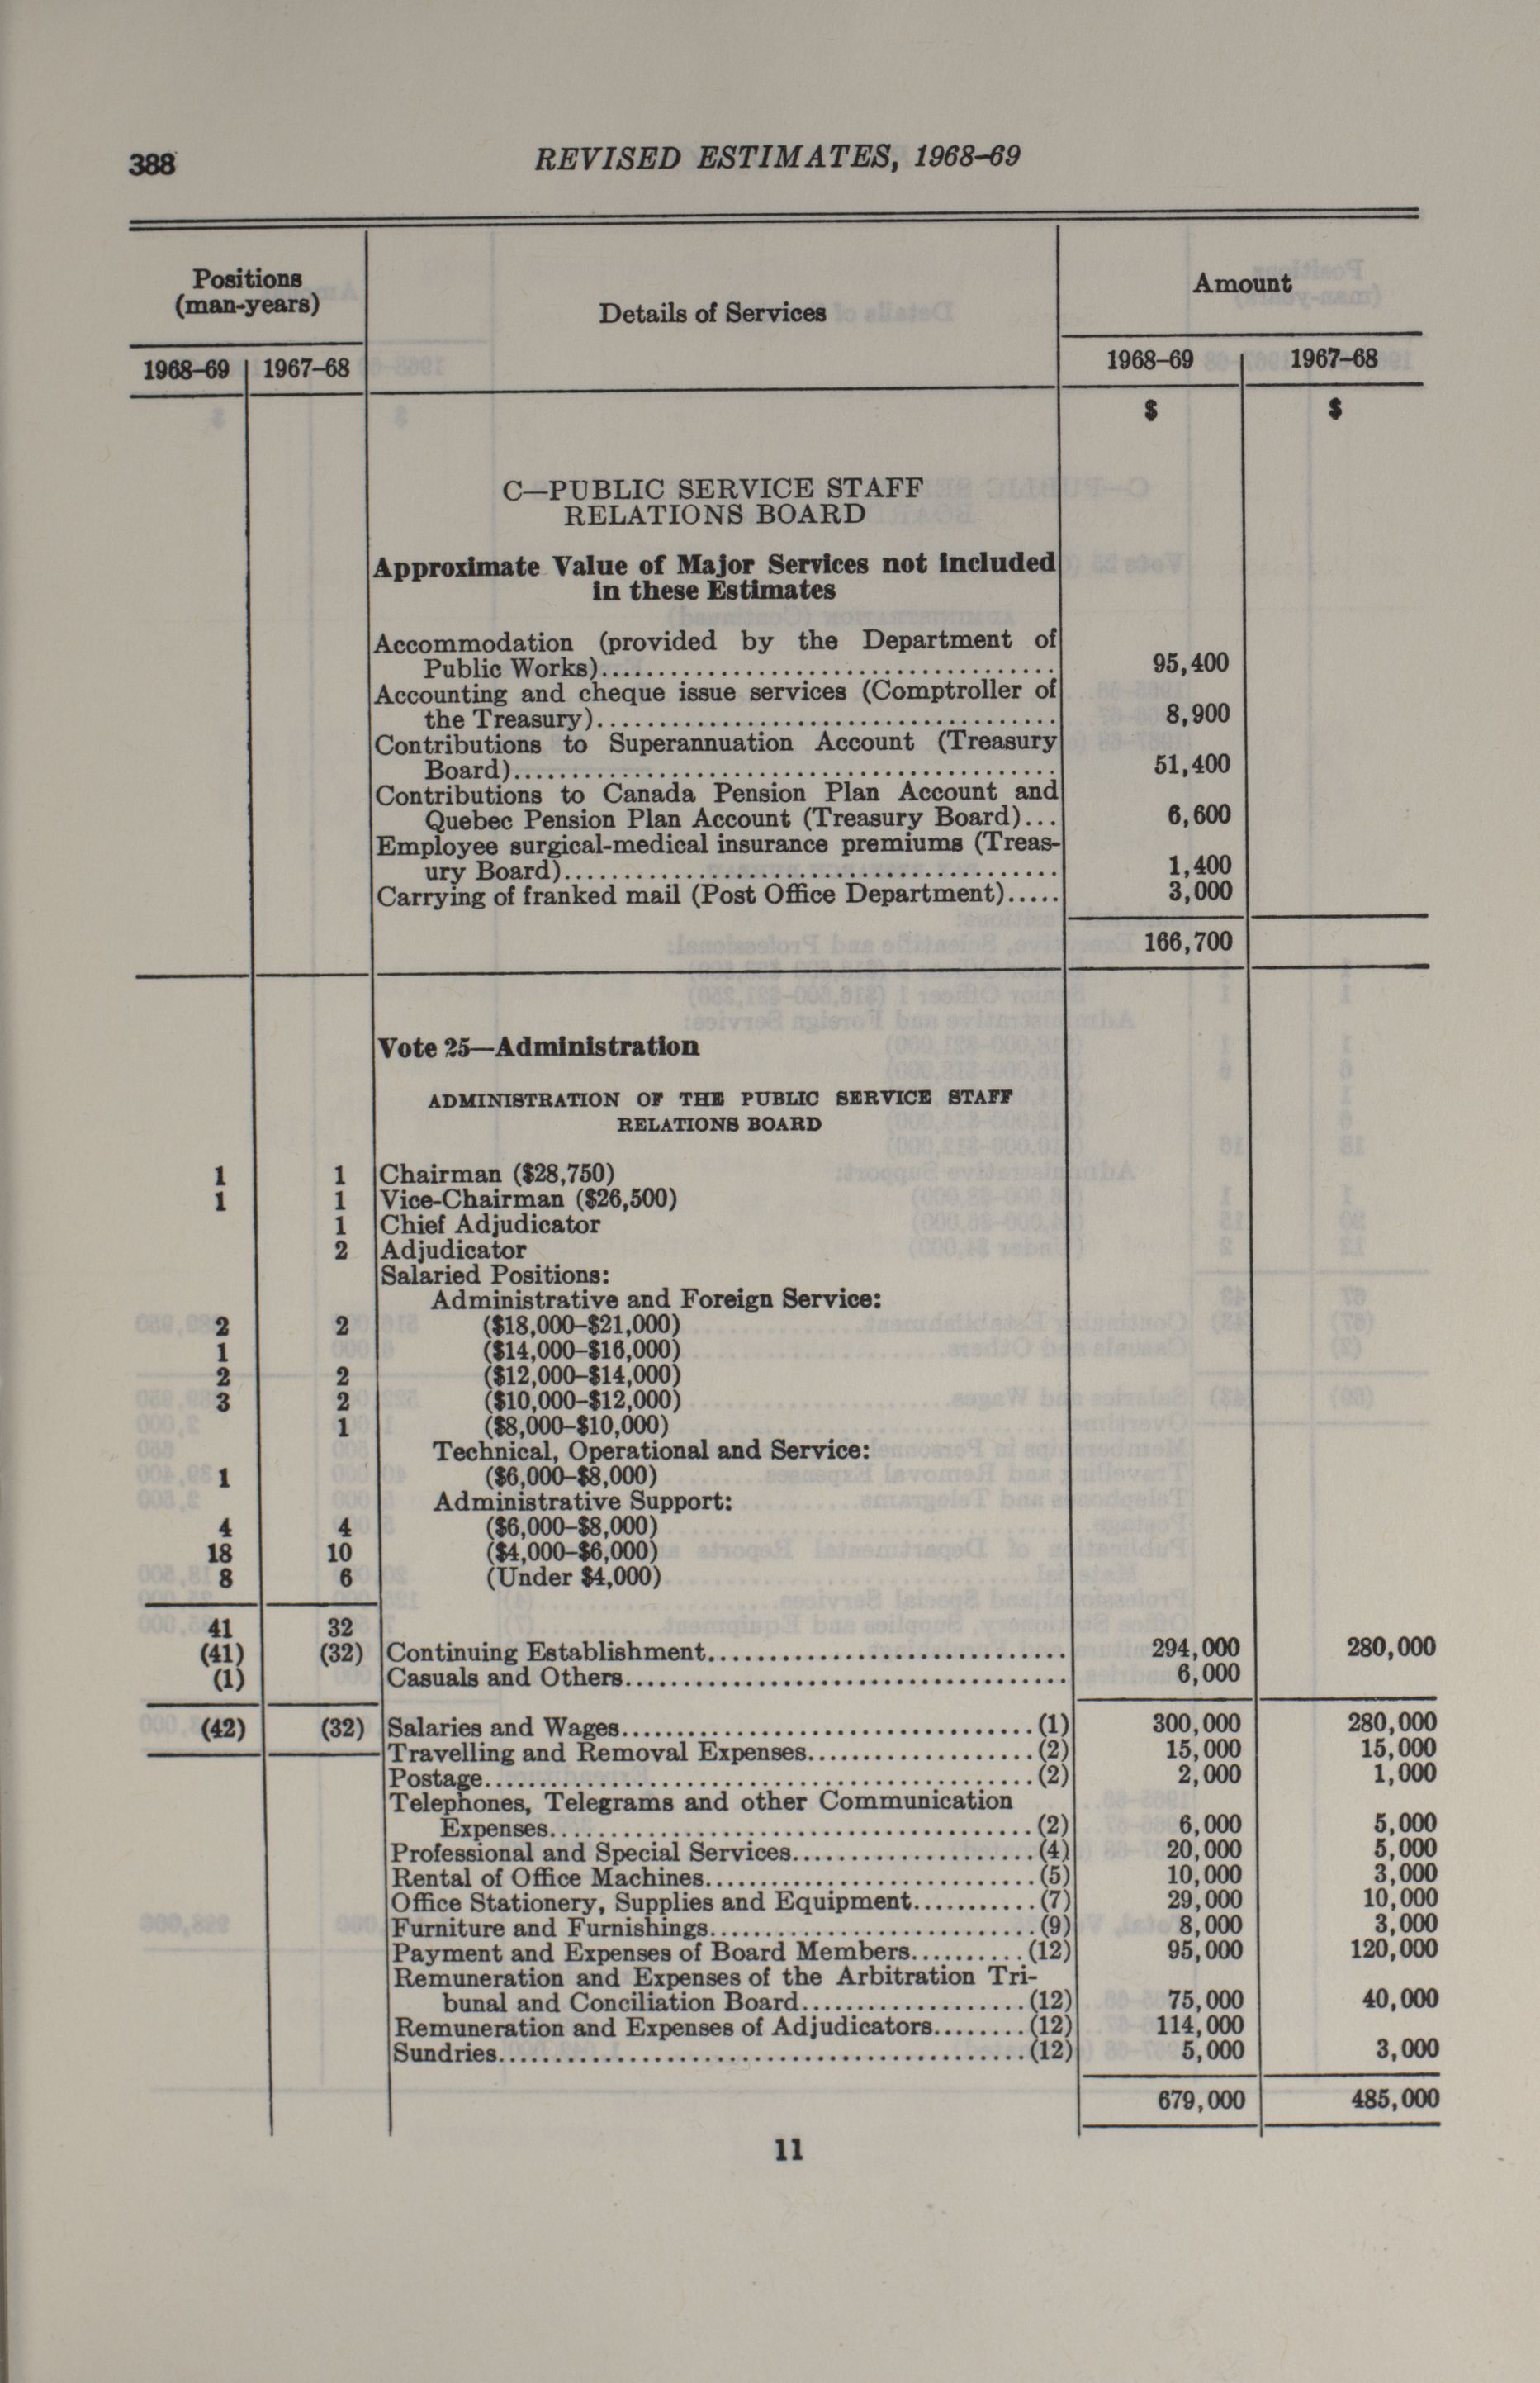 388
REVISED ESTIMATES, 1968–69
Positions
(man-years)
Details of Services
Amount
1968–69 1967–68
1968–69 1967–68
$ $
C—PUBLIC SERVICE STAFF
RELATIONS BOARD
Approximate Value of Major Services not included
in these Estimates
Accommodation (provided by the Department of
Public Works)........ 95,400
Accounting and cheque issue services (Comptroller of
the Treasury)........ 8,900
Contributions to Superannuation Account (Treasury
Board)........ 51,400
Contributions to Canada Pension Plan Account and
Quebec Pension Plan Account (Treasury Board)... 6,600
Employee surgical-medical insurance premiums (Treas-
ury Board)........ 1,400
Carrying of franked mail (Post Office Department)..... 3,000
166,700
Vote 25—Administration
ADMINISTRATION OF THE PUBLIC SERVICE STAFF
RELATIONS BOARD
1 1 Chairman ($28,750)
1 1 Vice-Chairman ($26,500)
1 Chief Adjudicator
2 Adjudicator
Salaried Positions:
Administrative and Foreign Service:
2 2 ($18,000–$21,000)
1 ($14,000–$16,000)
2 2 ($12,000–$14,000)
3 2 ($10,000–$12,000)
1 ($8,000–$10,000)
Technical, Operational and Service:
1 ($6,000–$8,000)
Administrative Support:
4 4 ($6,000–$8,000)
18 10 ($4,000–$6,000)
8 6 (Under $4,000)
41 32
(41) (32) Continuing Establishment........ 294,000 280,000
(1) Casuals and Others........ 6,000
(42) (32) Salaries and Wages........(1) 300,000 280,000
Travelling and Removal Expenses........(2) 15,000 15,000
Postage........(2) 2,000 1,000
Telephones, Telegrams and other Communication
Expenses........(2) 6,000 5,000
Professional and Special Services........(4) 20,000 5,000
Rental of Office Machines........(5) 10,000 3,000
Office Stationery, Supplies and Equipment........(7) 29,000 10,000
Furniture and Furnishings........(9) 8,000 3,000
Payment and Expenses of Board Members........(12) 95,000 120,000
Remuneration and Expenses of the Arbitration Tri-
bunal and Conciliation Board........(12) 75,000 40,000
Remuneration and Expenses of Adjudicators........(12) 114,000
Sundries........(12) 5,000 3,000
679,000 485,000
11